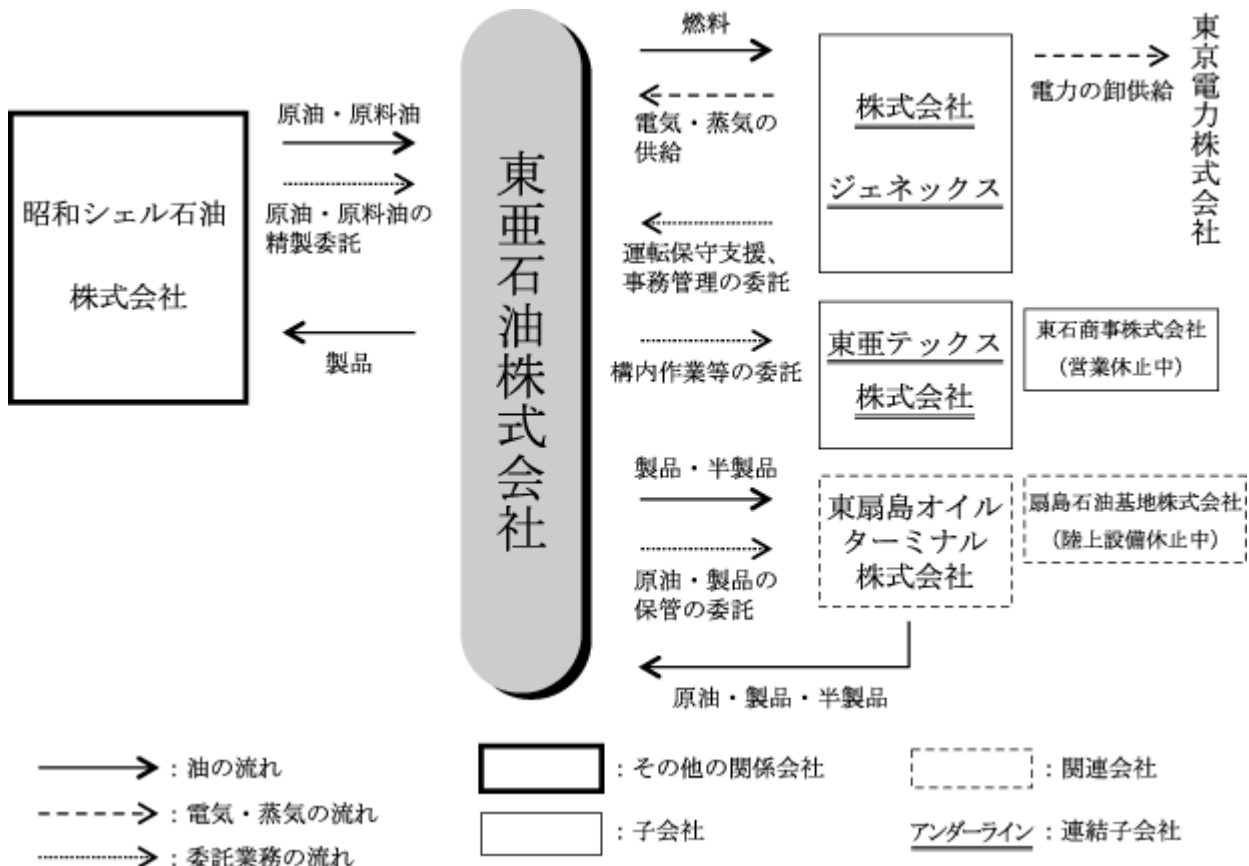 燃料
東京電力株式会社
電力の卸供給
株式会社
ジェネックス
電気・蒸気の
供給
原油・原料油
昭和シェル石油
株式会社
原油・原料油の
精製委託
東亜石油株式会社
運転保守支援、
事務管理の委託
製品
東亜テックス
株式会社
東石商事株式会社
（営業休止中）
構内作業等の委託
製品・半製品
東扇島オイル
ターミナル
株式会社
扇島石油基地株式会社
（陸上設備休止中）
原油・製品の
保管の委託
原油・製品・半製品
：油の流れ
：その他の関係会社
：関連会社
：電気・蒸気の流れ
：子会社
アンダーライン：連結子会社
：委託業務の流れ